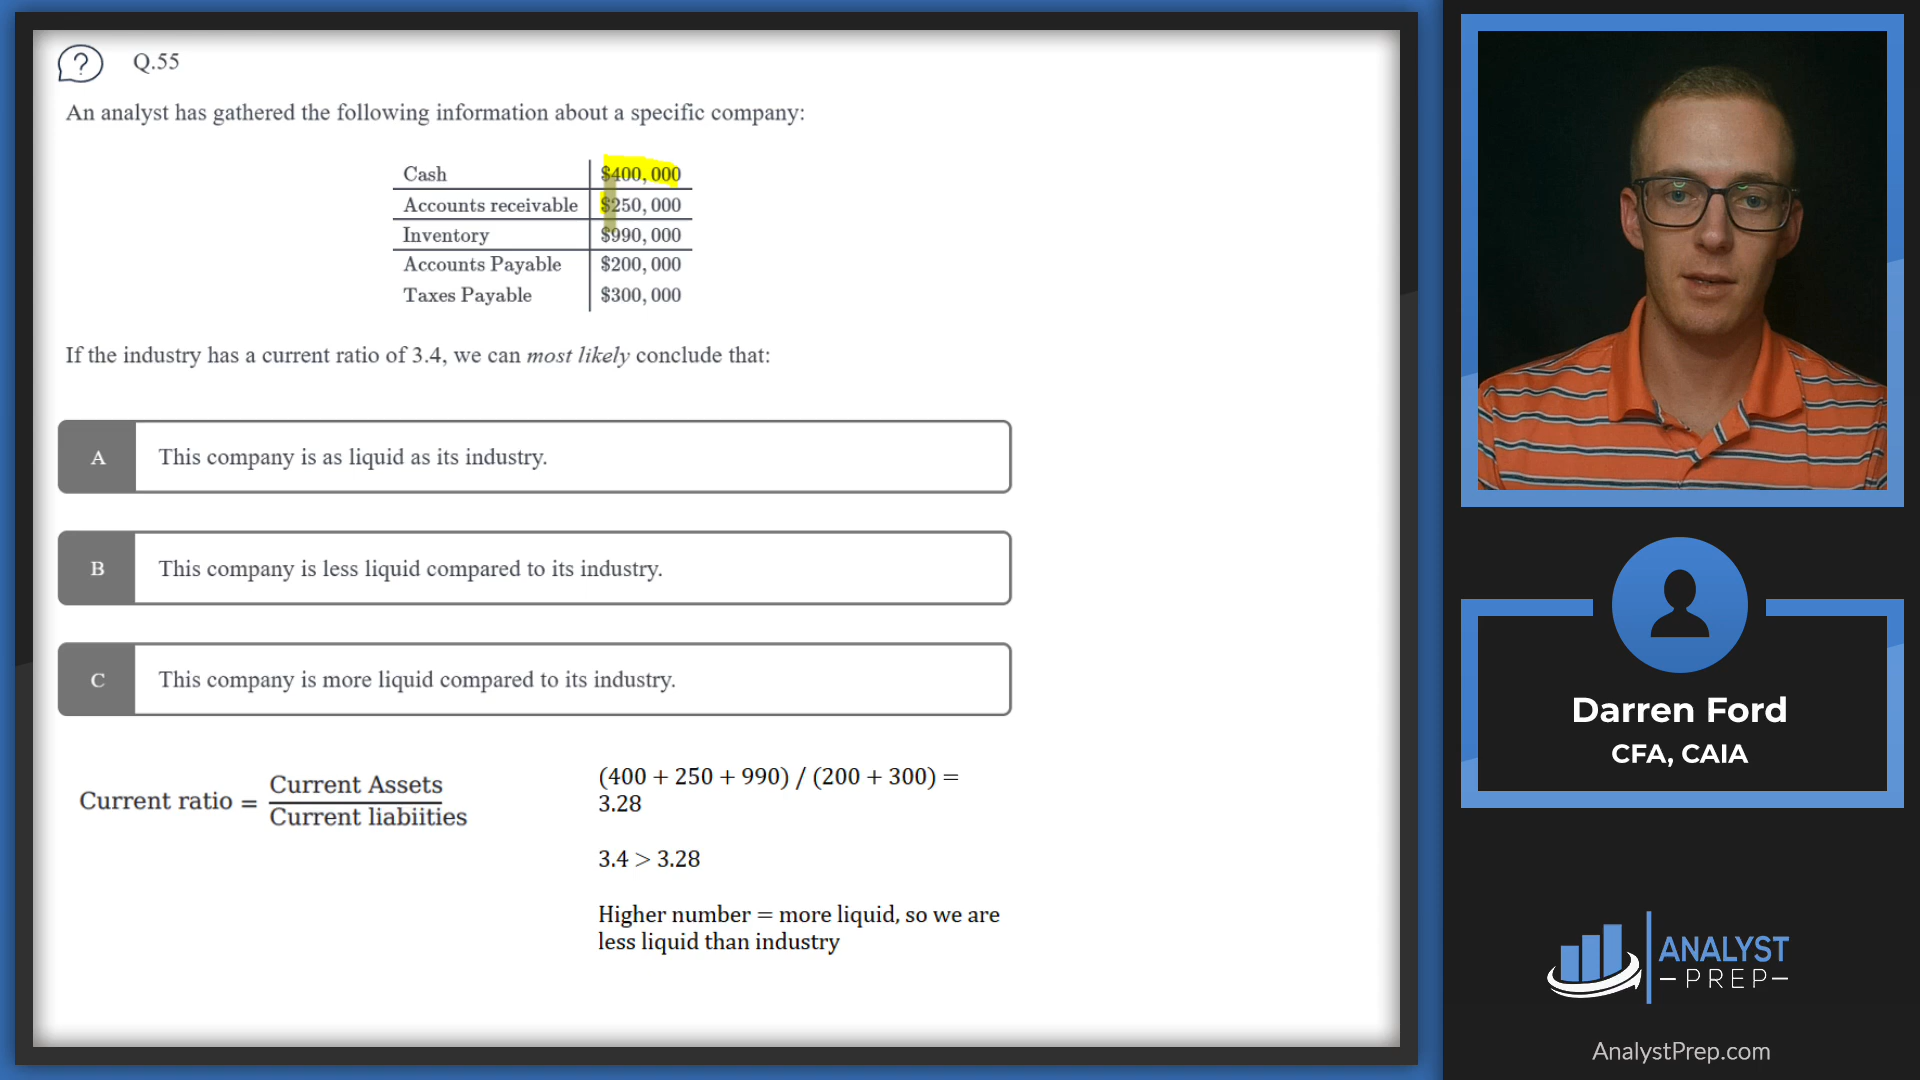 ?
Q.55
An analyst has gathered the following information about a specific company:
Cash $400,000
Accounts receivable $250,000
Inventory $990,000
Accounts Payable $200,000
Taxes Payable $300,000
If the industry has a current ratio of 3.4, we can most likely conclude that:
A This company is as liquid as its industry.
B This company is less liquid compared to its industry.
C This company is more liquid compared to its industry.
Current ratio = Current Assets
Current liabiities
(400 + 250 + 990) / (200 + 300) =
3.28
3.4 > 3.28
Higher number = more liquid, so we are
less liquid than industry
Darren Ford
CFA, CAIA
ANALYST
PREP
AnalystPrep.com